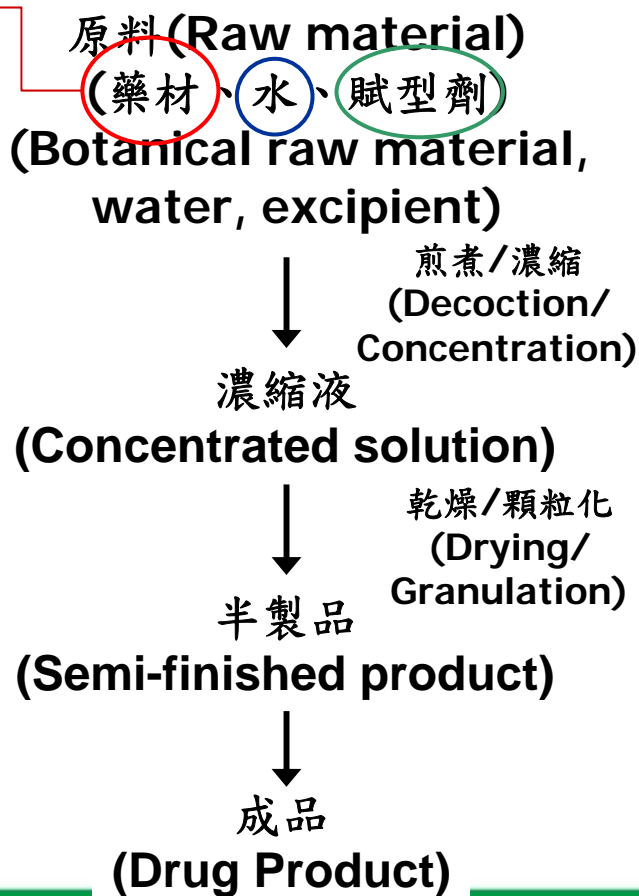 原料(Raw material)
(藥材、水、賦型劑)
(Botanical raw material,
water, excipient)
煎煮/濃縮
(Decoction/
Concentration)
濃縮液
(Concentrated solution)
乾燥/顆粒化
(Drying/
Granulation)
半製品
(Semi-finished product)
成品
(Drug Product)